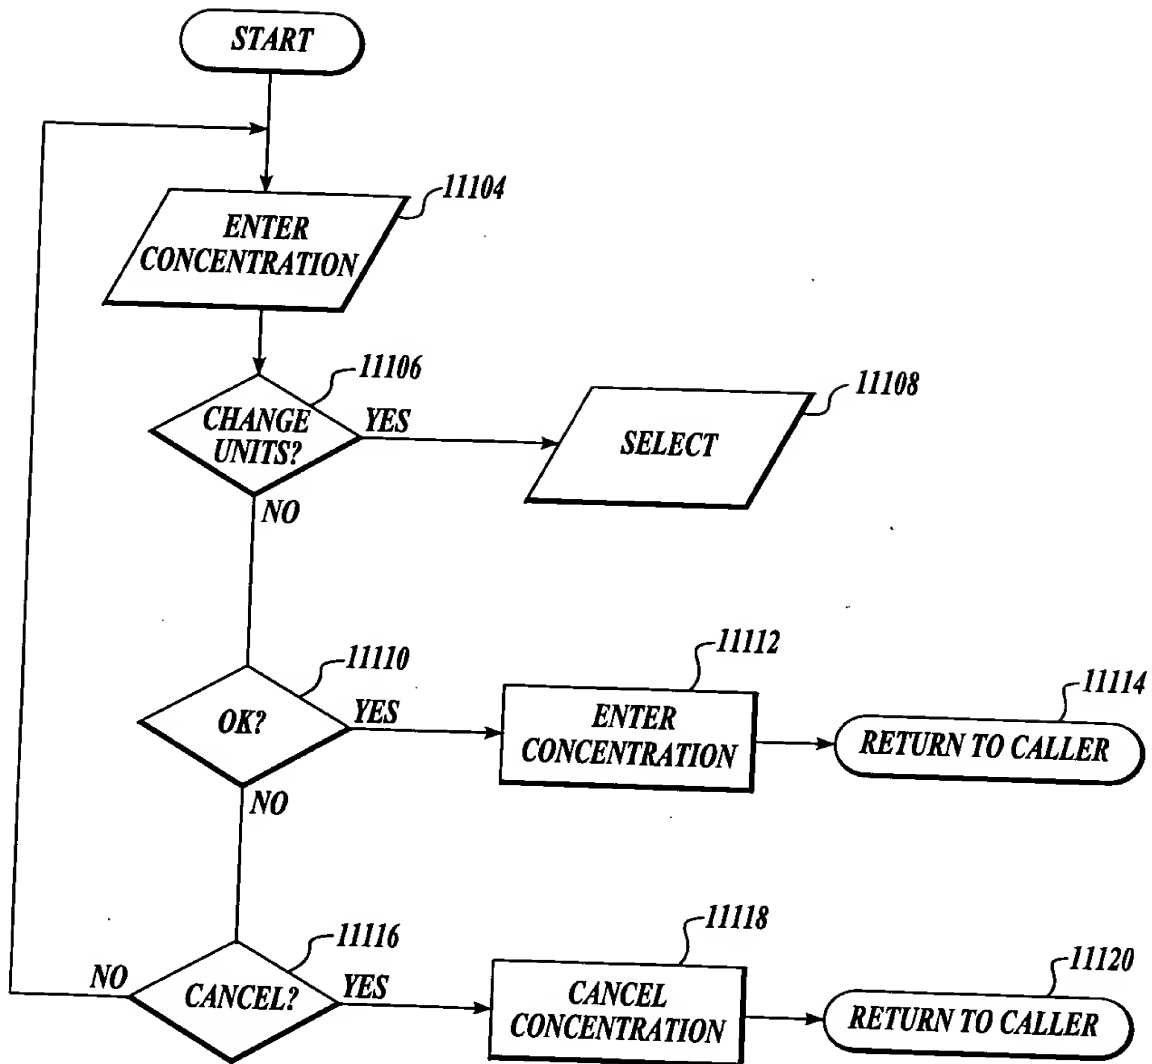 START
11104
ENTER
CONCENTRATION
11106
CHANGE
UNITS?
YES
NO
11108
SELECT
11110
OK?
YES
NO
11112
ENTER
CONCENTRATION
11114
RETURN TO CALLER
11116
NO
CANCEL?
YES
11118
CANCEL
CONCENTRATION
11120
RETURN TO CALLER